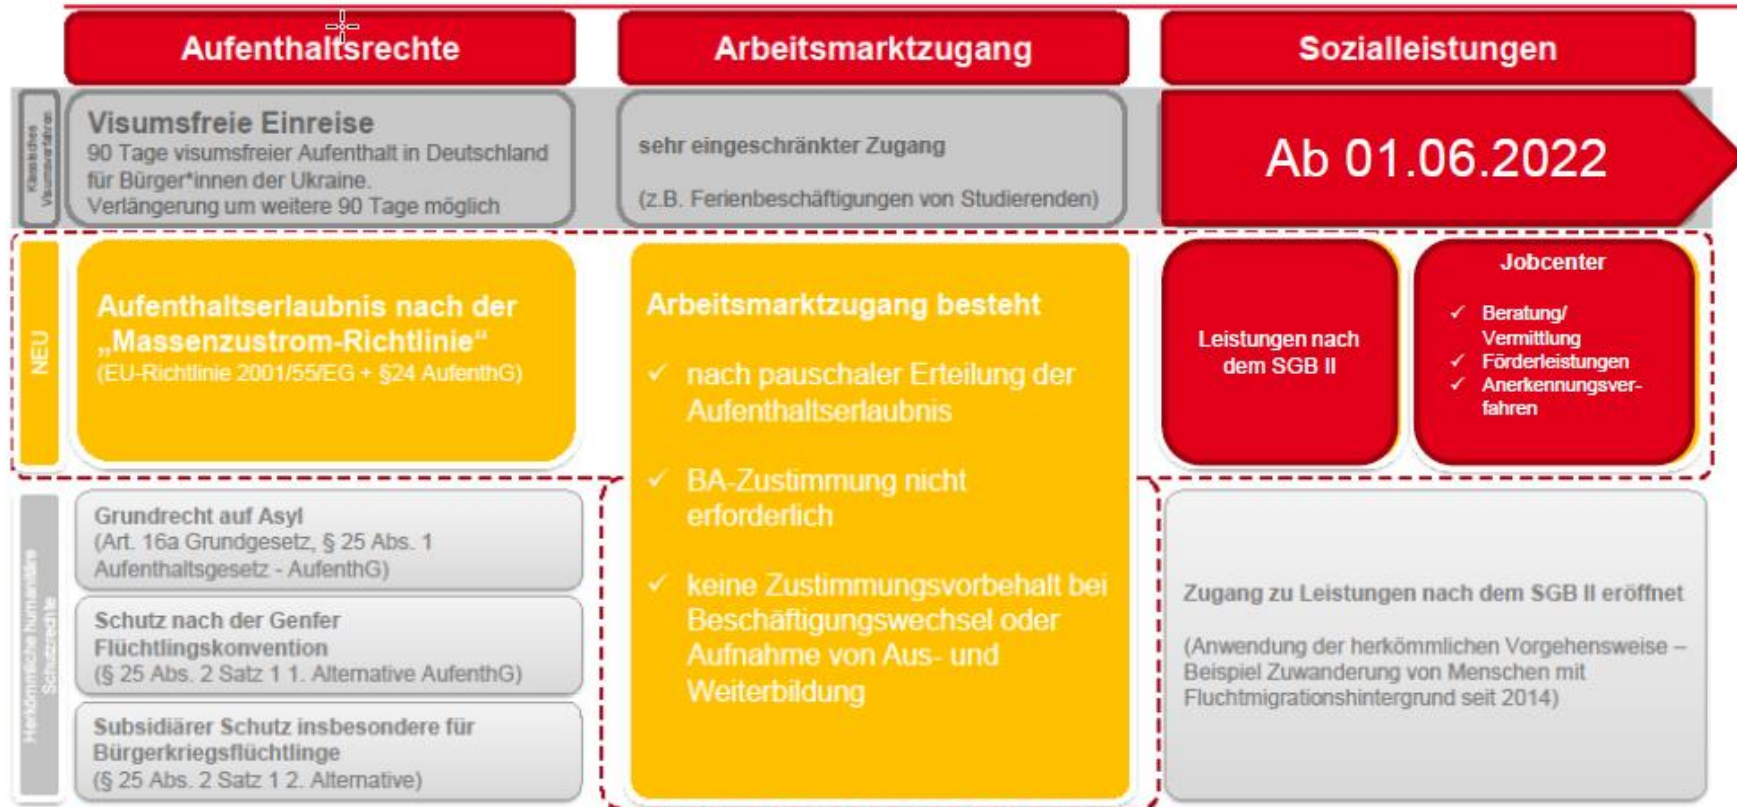 Aufenthaltsrechte
Arbeitsmarktzugang
Sozialleistungen
Klassisches
Visumsverfahren
Visumsfreie Einreise
90 Tage visumsfreier Aufenthalt in Deutschland
für Bürger*innen der Ukraine.
Verlängerung um weitere 90 Tage möglich
sehr eingeschränkter Zugang
(z.B. Ferienbeschäftigungen von Studierenden)
Ab 01.06.2022
NEU
Aufenthaltserlaubnis nach der
„Massenzustrom-Richtlinie“
(EU-Richtlinie 2001/55/EG + §24 AufenthG)
Arbeitsmarktzugang besteht
✓ nach pauschaler Erteilung der
Aufenthaltserlaubnis
✓ BA-Zustimmung nicht
erforderlich
✓ keine Zustimmungsvorbehalt bei
Beschäftigungswechsel oder
Aufnahme von Aus- und
Weiterbildung
Leistungen nach
dem SGB II
Jobcenter
✓ Beratung/
Vermittlung
✓ Förderleistungen
✓ Anerkennungsver-
fahren
Herkömmliche humanitäre
Schutzrechte
Grundrecht auf Asyl
(Art. 16a Grundgesetz, § 25 Abs. 1
Aufenthaltsgesetz - AufenthG)
Schutz nach der Genfer
Flüchtlingskonvention
(§ 25 Abs. 2 Satz 1 1. Alternative AufenthG)
Subsidiärer Schutz insbesondere für
Bürgerkriegsflüchtlinge
(§ 25 Abs. 2 Satz 1 2. Alternative)
Zugang zu Leistungen nach dem SGB II eröffnet
(Anwendung der herkömmlichen Vorgehensweise –
Beispiel Zuwanderung von Menschen mit
Fluchtmigrationshintergrund seit 2014)